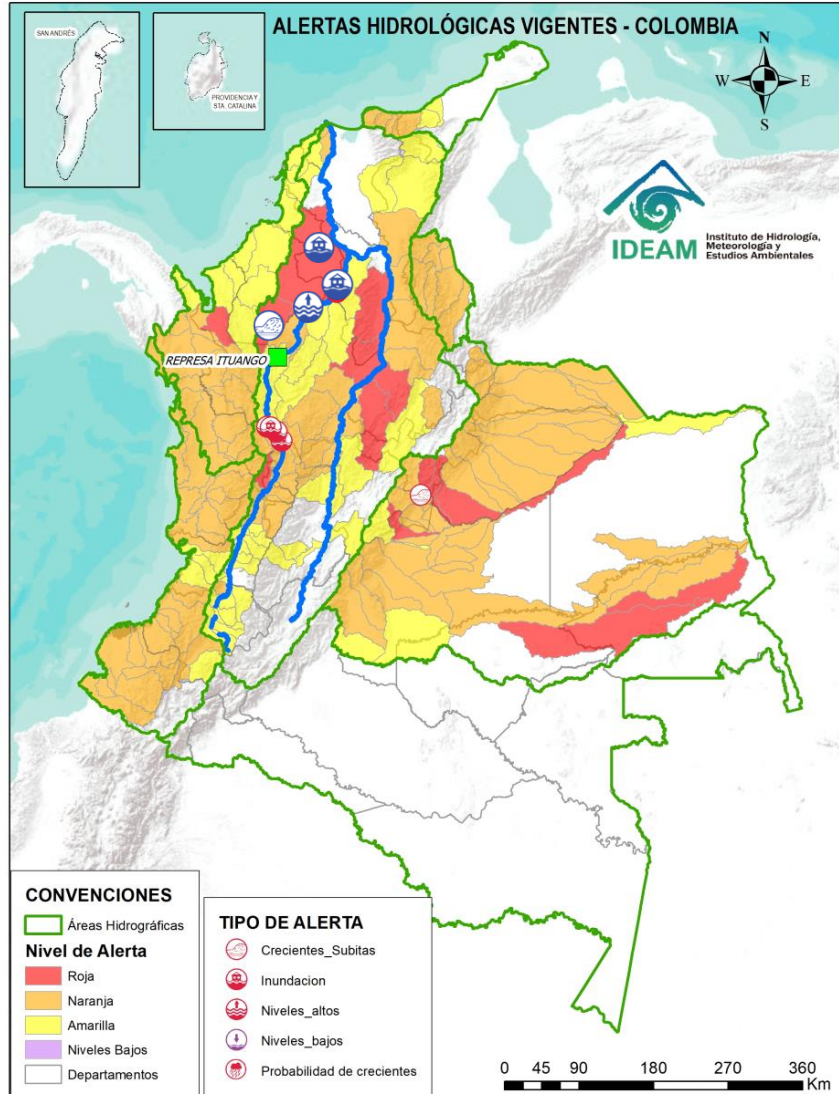 ALERTAS HIDROLÓGICAS VIGENTES - COLOMBIA
SAN ANDRÉS
PROVIDENCIA Y
STA. CATALINA
N
W
E
S
IDEAM
Instituto de Hidrología,
Meteorología y
Estudios Ambientales
REPRESA ITUANGO
CONVENCIONES
Áreas Hidrográficas
Nivel de Alerta
Roja
Naranja
Amarilla
Niveles Bajos
Departamentos
TIPO DE ALERTA
Crecientes_Subitas
Inundacion
Niveles_altos
Niveles_bajos
Probabilidad de crecientes
0 45 90 180 270 360
Km